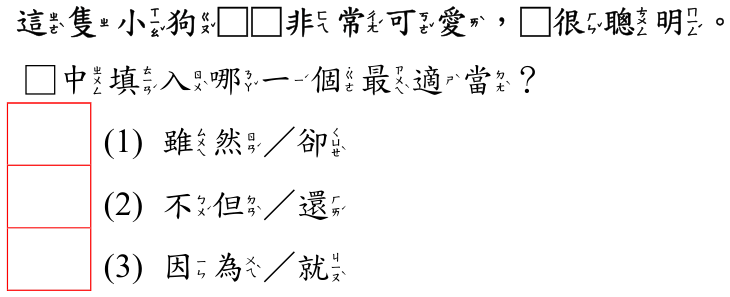 這隻小狗□□非常可愛，□很聰明。
□中填入哪一個最適當？
(1) 雖然／卻
(2) 不但／還
(3) 因為／就